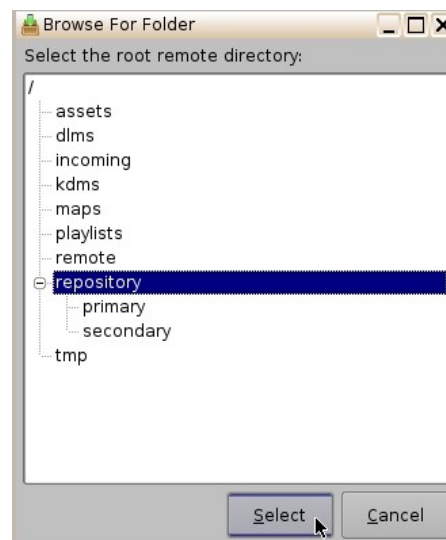 Browse For Folder
Select the root remote directory:
/
assets
dlms
incoming
kdms
maps
playlists
remote
repository
primary
secondary
tmp
Select
Cancel